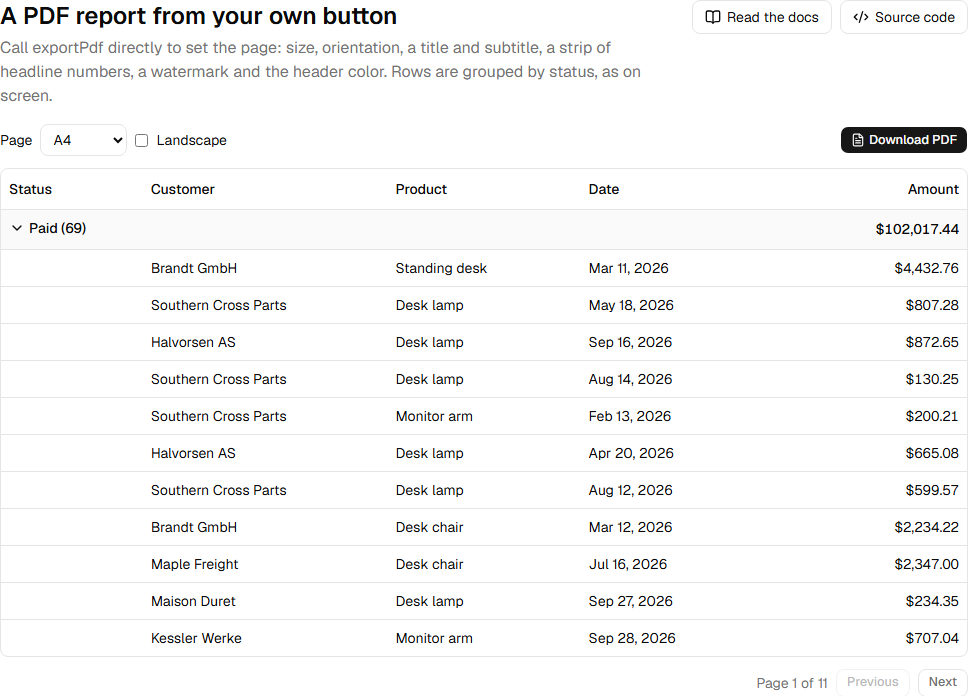 A PDF report from your own button
Read the docs
Source code
Call exportPdf directly to set the page: size, orientation, a title and subtitle, a strip of
headline numbers, a watermark and the header color. Rows are grouped by status, as on
screen.
Page A4 Landscape Download PDF
Status Customer Product Date Amount
Paid (69) $102,017.44
Brandt GmbH Standing desk Mar 11, 2026 $4,432.76
Southern Cross Parts Desk lamp May 18, 2026 $807.28
Halvorsen AS Desk lamp Sep 16, 2026 $872.65
Southern Cross Parts Desk lamp Aug 14, 2026 $130.25
Southern Cross Parts Monitor arm Feb 13, 2026 $200.21
Halvorsen AS Desk lamp Apr 20, 2026 $665.08
Southern Cross Parts Desk lamp Aug 12, 2026 $599.57
Brandt GmbH Desk chair Mar 12, 2026 $2,234.22
Maple Freight Desk chair Jul 16, 2026 $2,347.00
Maison Duret Desk lamp Sep 27, 2026 $234.35
Kessler Werke Monitor arm Sep 28, 2026 $707.04
Page 1 of 11 Previous Next